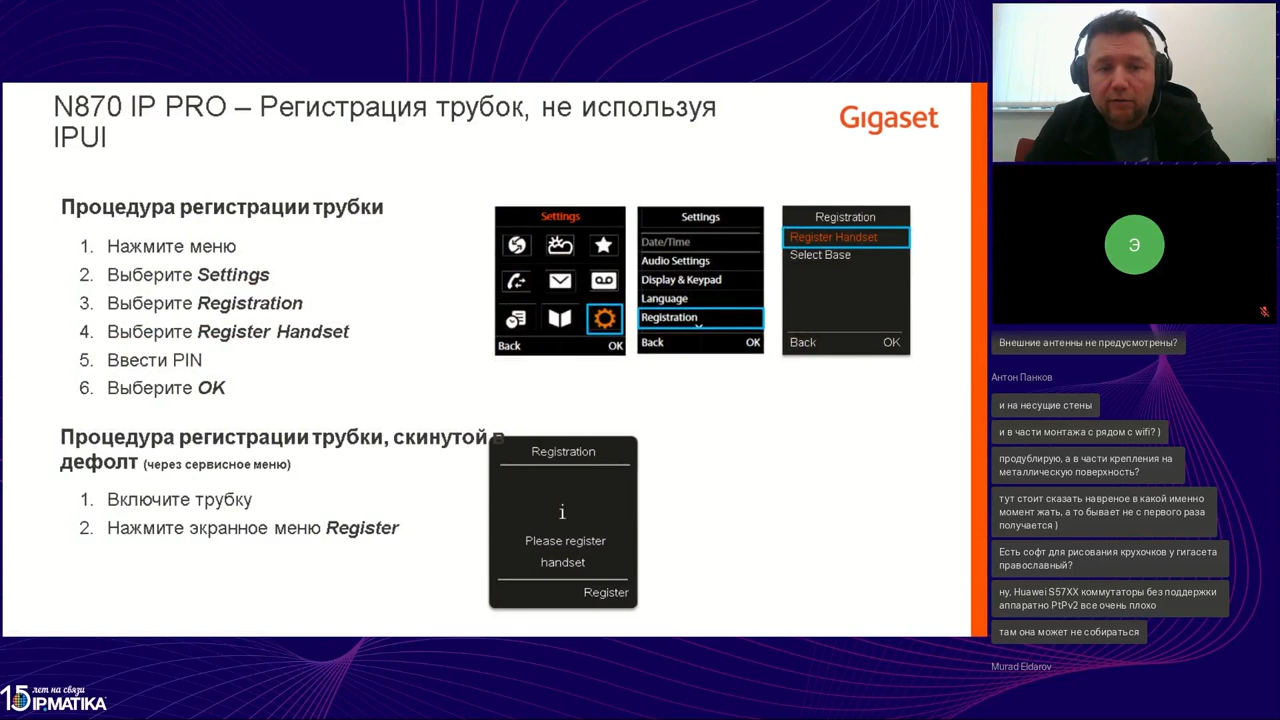 N870 IP PRO – Регистрация трубок, не используя
IPUI
Gigaset
Процедура регистрации трубки
1. Нажмите меню
2. Выберите Settings
3. Выберите Registration
4. Выберите Register Handset
5. Ввести PIN
6. Выберите OK
Settings
Back OK
Settings
Date/Time
Audio Settings
Display & Keypad
Language
Registration
Back OK
Registration
Register Handset
Select Base
Back OK
Процедура регистрации трубки, скинутой в
дефолт (через сервисное меню)
1. Включите трубку
2. Нажмите экранное меню Register
Registration
i
Please register
handset
Register
Э
Внешние антенны не предусмотрены?
Антон Панков
и на несущие стены
и в части монтажа с рядом с wifi? )
продублирую, а в части крепления на
металлическую поверхность?
тут стоит сказать навреное в какой именно
момент жать, а то бывает не с первого раза
получается )
Есть софт для рисования крухочков у гигасета
православный?
ну, Huawei S57XX коммутаторы без поддержки
аппаратно PtPv2 все очень плохо
там она может не собираться
Murad Eldarov
15 лет на связи
IPMATIKA